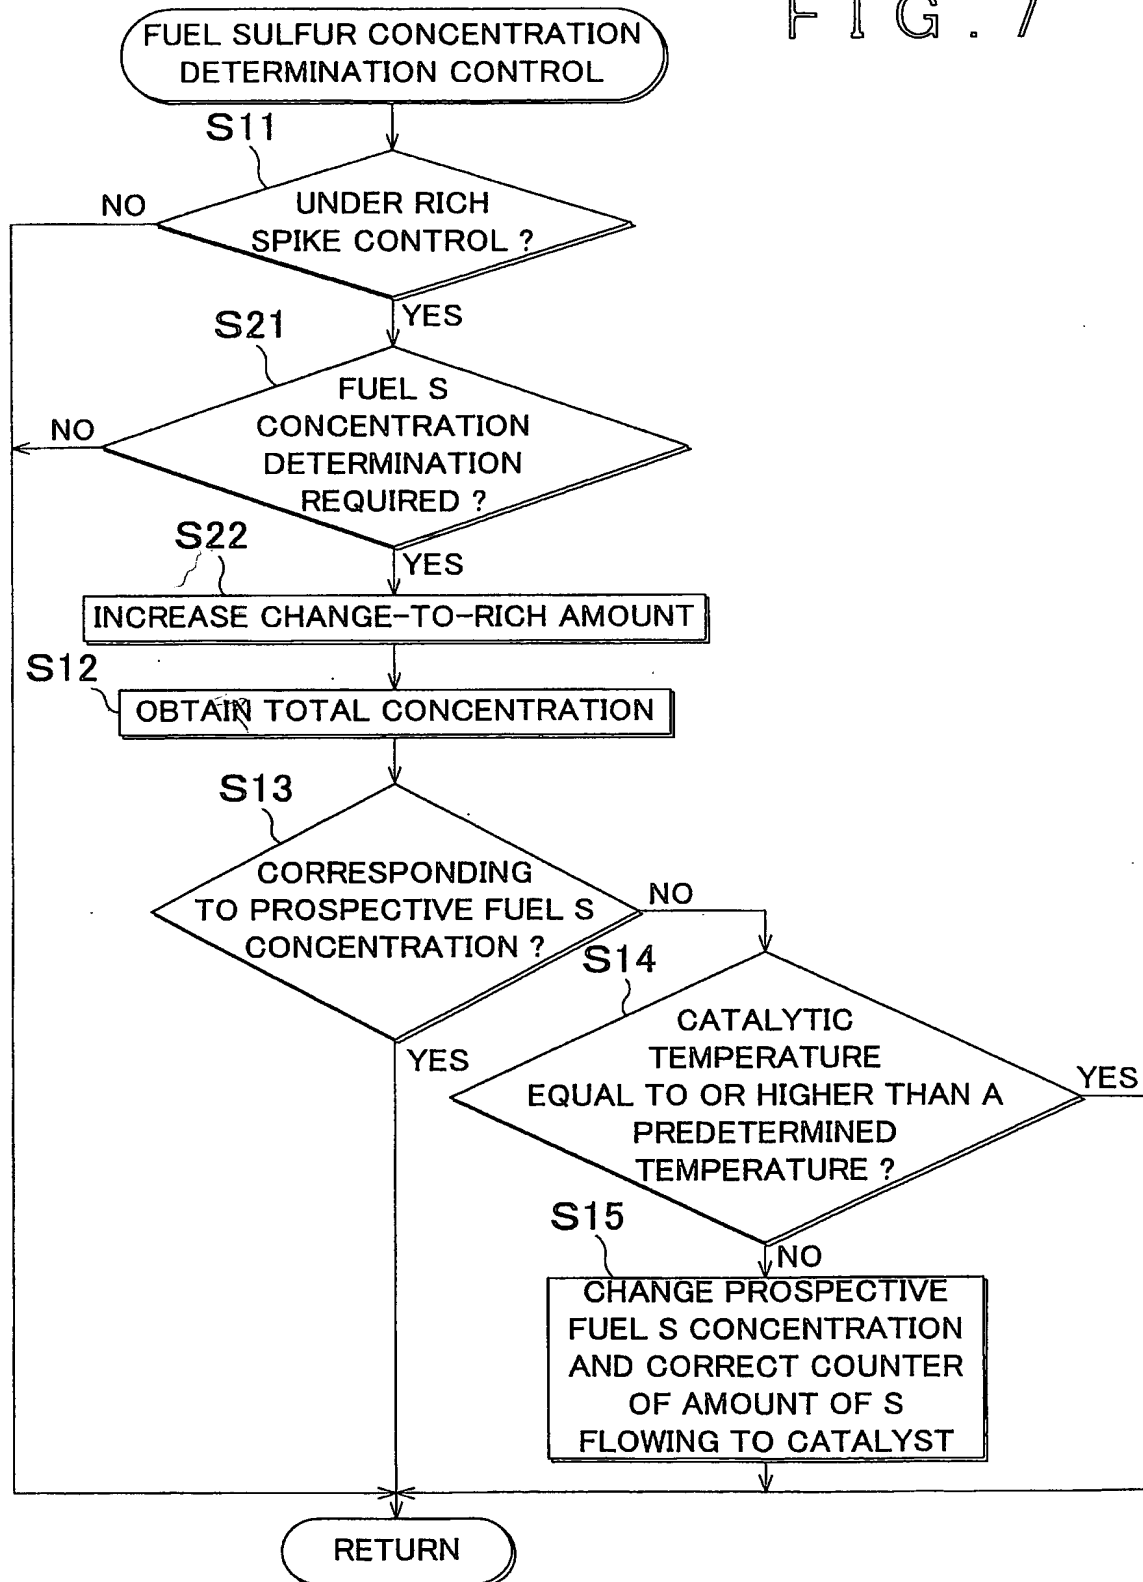 FIG. 7
FUEL SULFUR CONCENTRATION
DETERMINATION CONTROL
S11
NO
UNDER RICH
SPIKE CONTROL ?
YES
S21
NO
FUEL S
CONCENTRATION
DETERMINATION
REQUIRED ?
S22
YES
INCREASE CHANGE-TO-RICH AMOUNT
S12
OBTAIN TOTAL CONCENTRATION
S13
CORRESPONDING
TO PROSPECTIVE FUEL S
CONCENTRATION ?
NO
YES
S14
CATALYTIC
TEMPERATURE
EQUAL TO OR HIGHER THAN A
PREDETERMINED
TEMPERATURE ?
YES
S15
NO
CHANGE PROSPECTIVE
FUEL S CONCENTRATION
AND CORRECT COUNTER
OF AMOUNT OF S
FLOWING TO CATALYST
RETURN